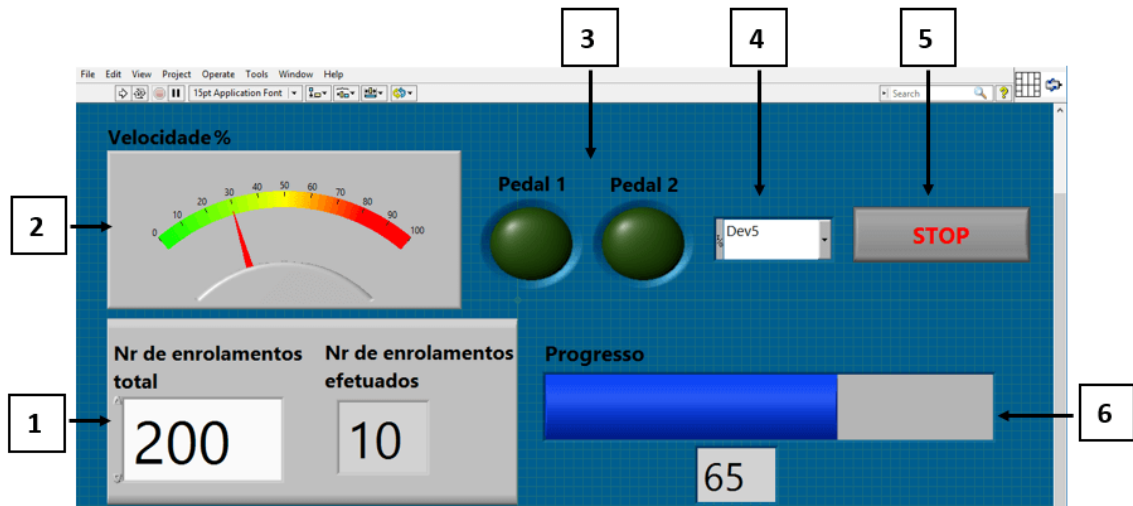 3
4
5
File Edit View Project Operate Tools Window Help
15pt Application Font
Search
?
Velocidade%
0 10 20 30 40 50 60 70 80 90 100
2
Pedal 1
Pedal 2
Dev5
STOP
Nr de enrolamentos
total
Nr de enrolamentos
efetuados
Progresso
1
200
10
6
65